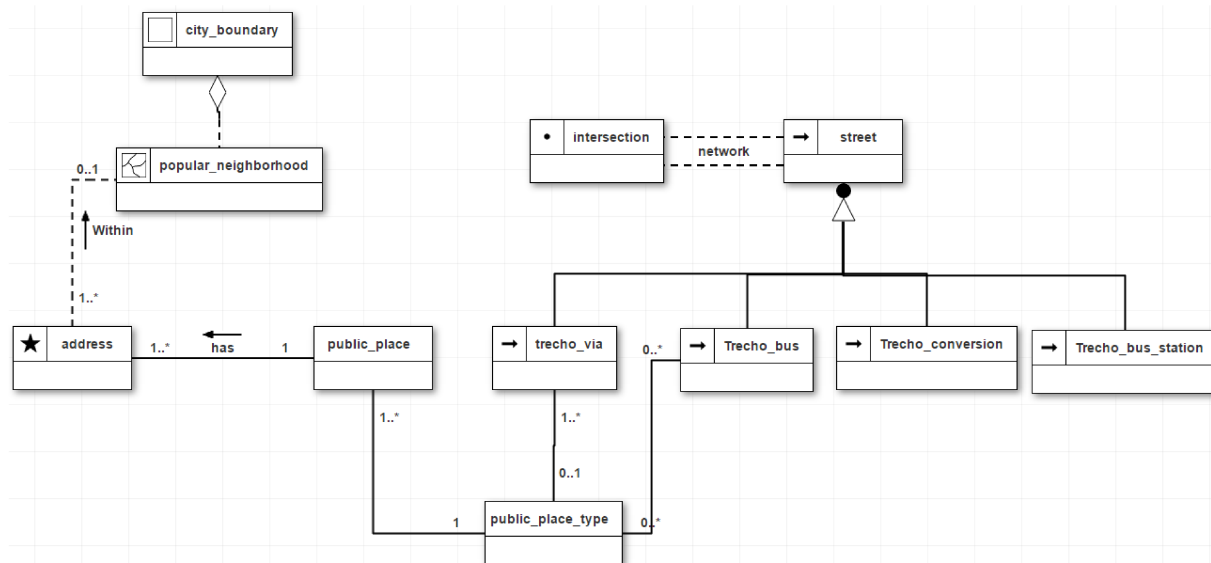 city_boundary
popular_neighborhood
0..1
Within
1..*
intersection
network
street
address
1..*
has
1
public_place
trecho_via
0..*
Trecho_bus
Trecho_conversion
Trecho_bus_station
1..*
1..*
0..1
1
public_place_type
0..*